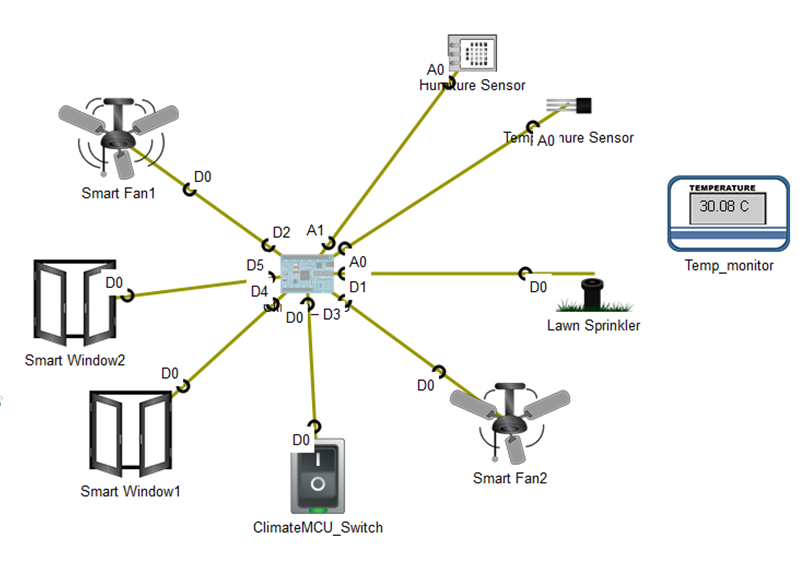 A0
Humiture Sensor
Sensor
A0
TEMPERATURE
30.08 C
Temp_monitor
D0
Smart Fan1
D2
A1
A0
D5
D1
D4
D0
D3
D0
Smart Window2
D0
Lawn Sprinkler
D0
Smart Window1
D0
Smart Fan2
D0
ClimateMCU_Switch